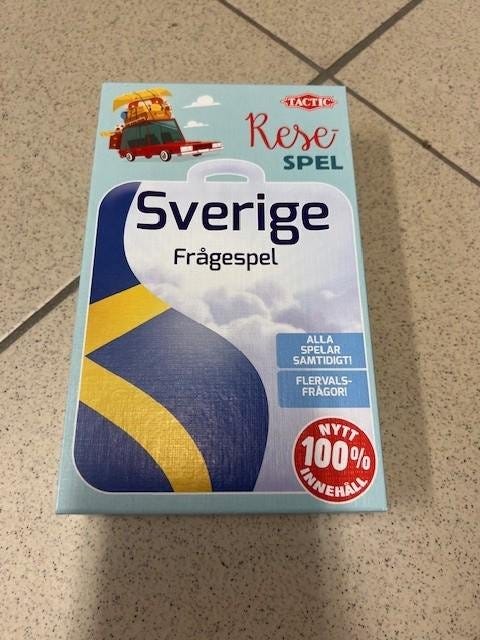 TACTIC
Rese-
SPEL
Sverige
Frågespel
ALLA
SPELAR
SAMTIDIGT!
FLERVALS-
FRÅGOR!
NYTT
100%
INNEHÅLL